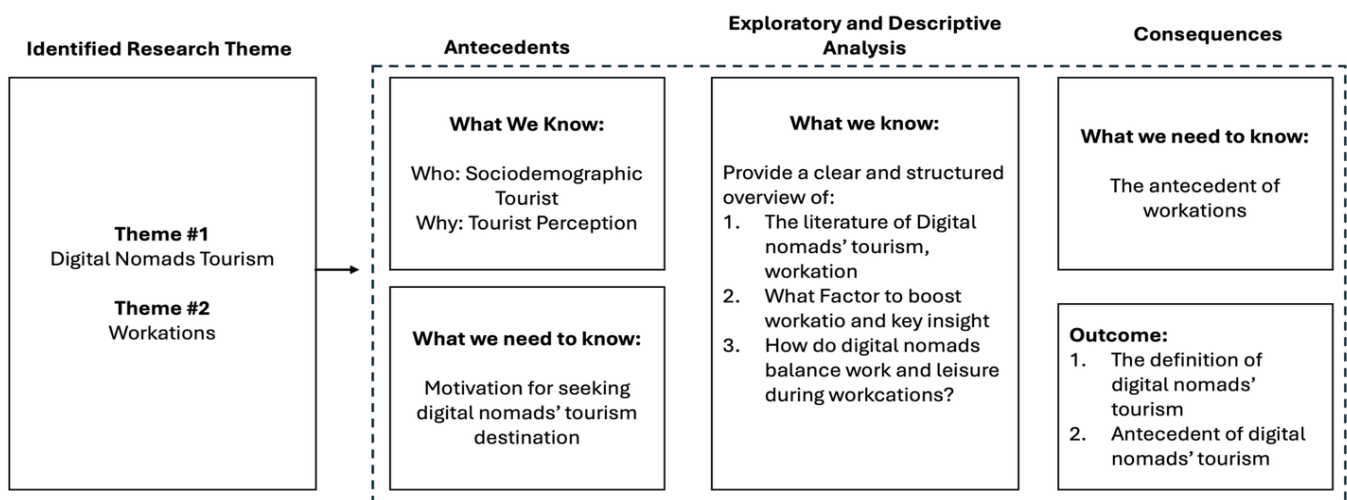 Identified Research Theme
Theme #1
Digital Nomads Tourism
Theme #2
Workations
Antecedents
What We Know:
Who: Sociodemographic
Tourist
Why: Tourist Perception
What we need to know:
Motivation for seeking
digital nomads’ tourism
destination
Exploratory and Descriptive
Analysis
What we know:
Provide a clear and structured
overview of:
1. The literature of Digital
nomads’ tourism,
workation
2. What Factor to boost
workatio and key insight
3. How do digital nomads
balance work and leisure
during workcations?
Consequences
What we need to know:
The antecedent of
workations
Outcome:
1. The definition of
digital nomads’
tourism
2. Antecedent of digital
nomads’ tourism